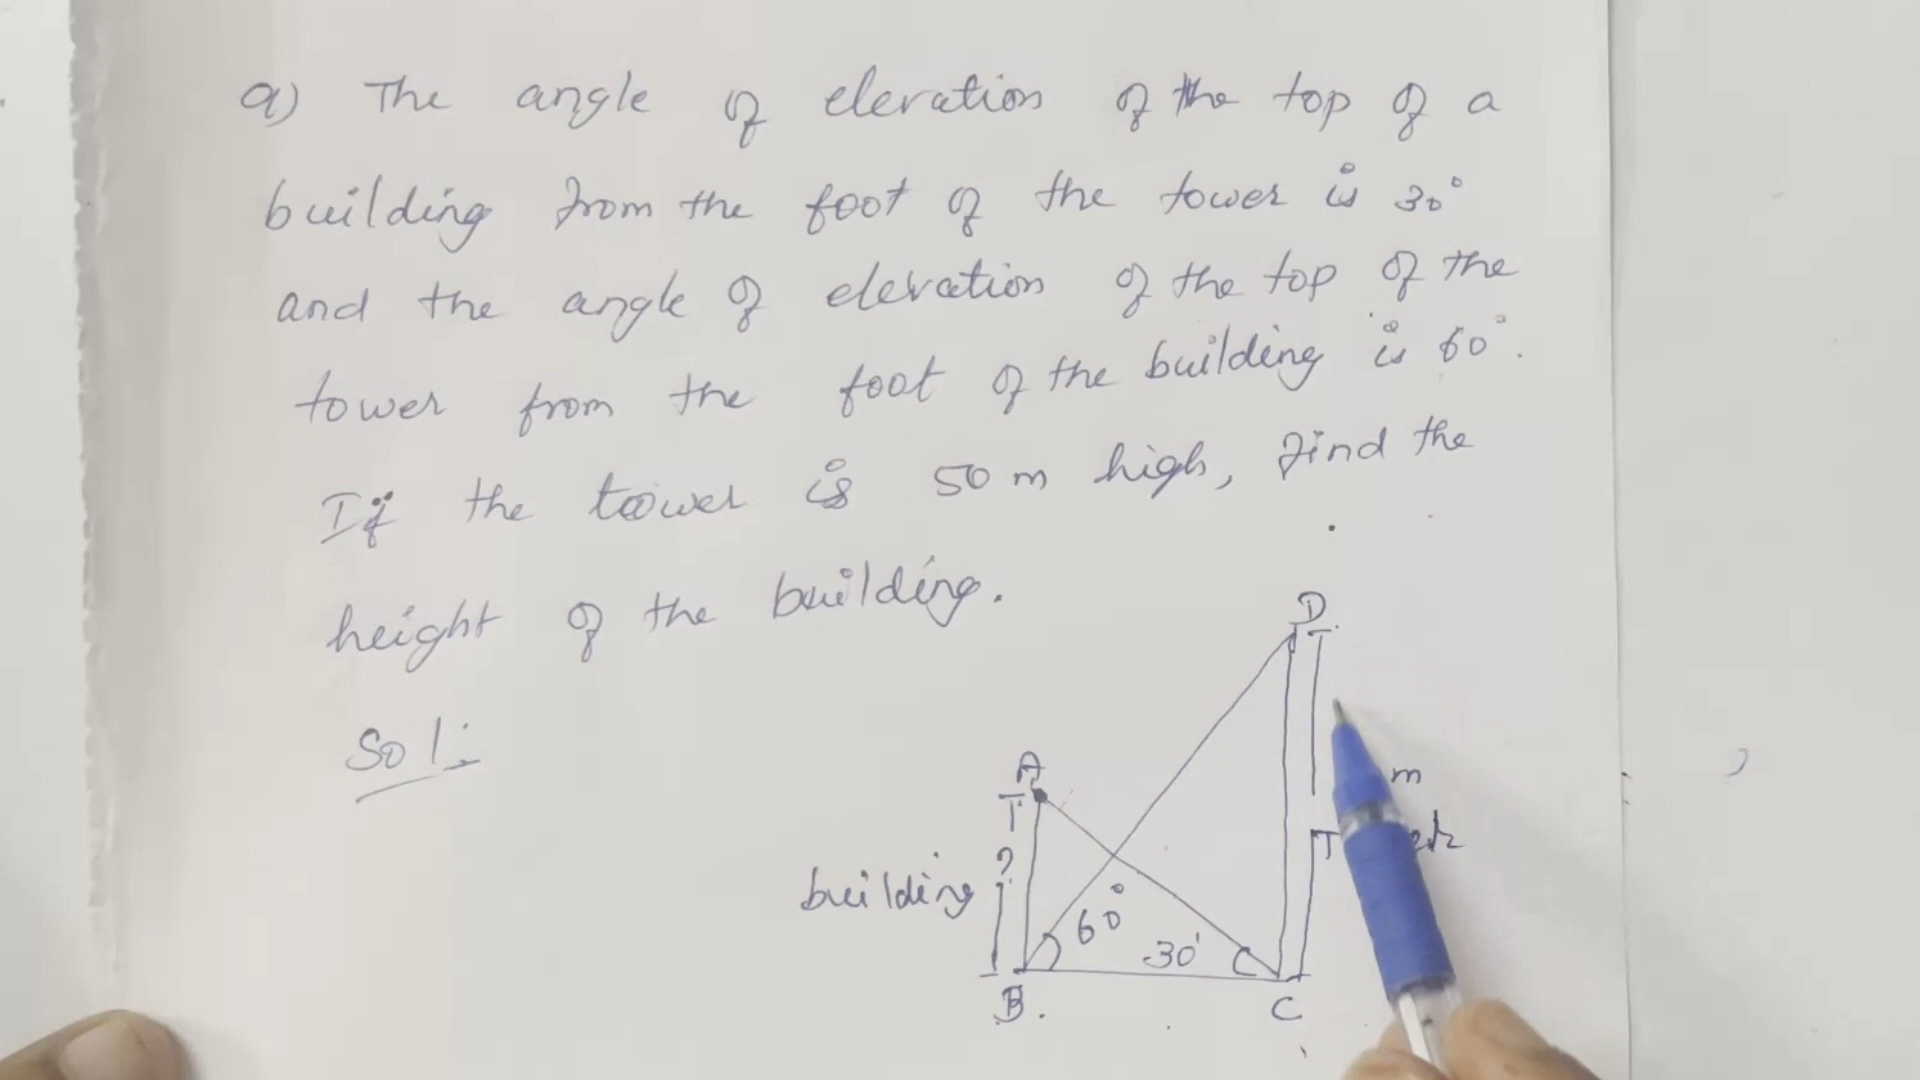 a) The angle of elevation of the top of a
building from the foot of the tower is 30°
and the angle of elevation of the top of the
tower from the foot of the building is 60°.
If the tower is 50 m high, find the
height of the building.
Sol:
D
A
m
?
building
60°
30°
B.
C